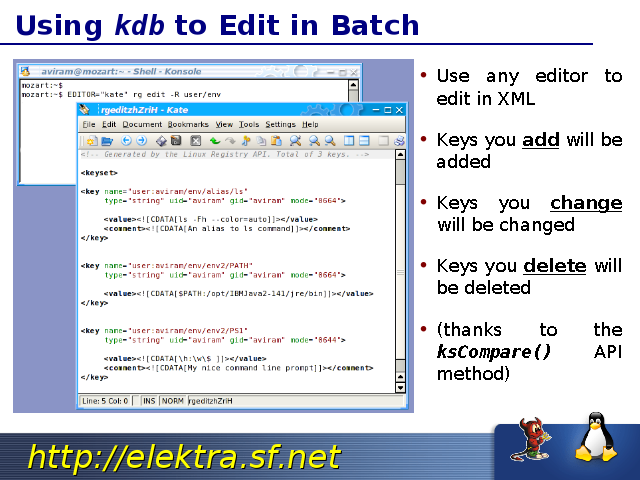 Using kdb to Edit in Batch
aviram@mozart:~ - Shell - Konsole
mozart:~$
mozart:~$ EDITOR="kate" rg edit -R user/env
rgeditzhZriH - Kate
File Edit Document Bookmarks View Tools Settings Help
<!-- Generated by the Linux Registry API. Total of 3 keys. -->
<keyset>
<key name="user:aviram/env/alias/ls"
type="string" uid="aviram" gid="aviram" mode="0664">
<value><![CDATA[ls -Fh --color=auto]]></value>
<comment><![CDATA[An alias to ls command]]></comment>
</key>
<key name="user:aviram/env/env2/PATH"
type="string" uid="aviram" gid="aviram" mode="0664">
<value><![CDATA[$PATH:/opt/IBMJava2-141/jre/bin]]></value>
</key>
<key name="user:aviram/env/env2/PS1"
type="string" uid="aviram" gid="aviram" mode="0644">
<value><![CDATA[\h:\w\$ ]]></value>
<comment><![CDATA[My nice command line prompt]]></comment>
</key>
Line: 5 Col: 0 INS NORM rgeditzhZriH
• Use any editor to
edit in XML
• Keys you add will be
added
• Keys you change
will be changed
• Keys you delete will
be deleted
• (thanks to the
ksCompare() API
method)
http://elektra.sf.net